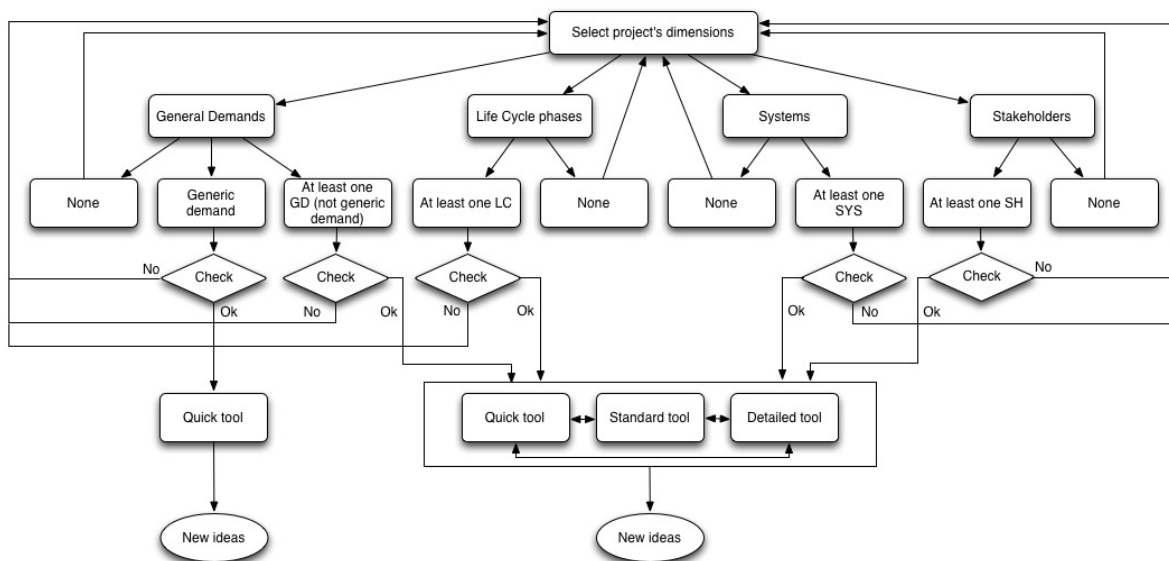 Select project's dimensions
General Demands
Life Cycle phases
Systems
Stakeholders
None
Generic
demand
At least one
GD (not generic
demand)
At least one LC
None
None
At least one
SYS
At least one SH
None
No
Check
Check
Check
Check
Check
No
Ok
No
Ok
No
Ok
Ok
No
Ok
Quick tool
Quick tool
Standard tool
Detailed tool
New ideas
New ideas